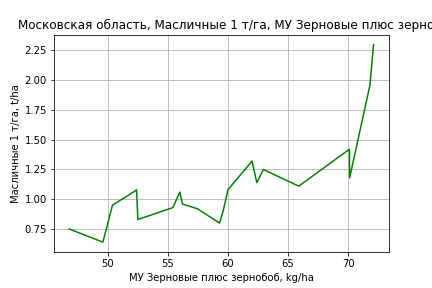 Московская область, Масличные 1 т/га, МУ Зерновые плюс зерно
2.25
2.00
1.75
1.50
1.25
1.00
0.75
Масличные 1 т/га, t/ha
50 55 60 65 70
МУ Зерновые плюс зернобоб, kg/ha